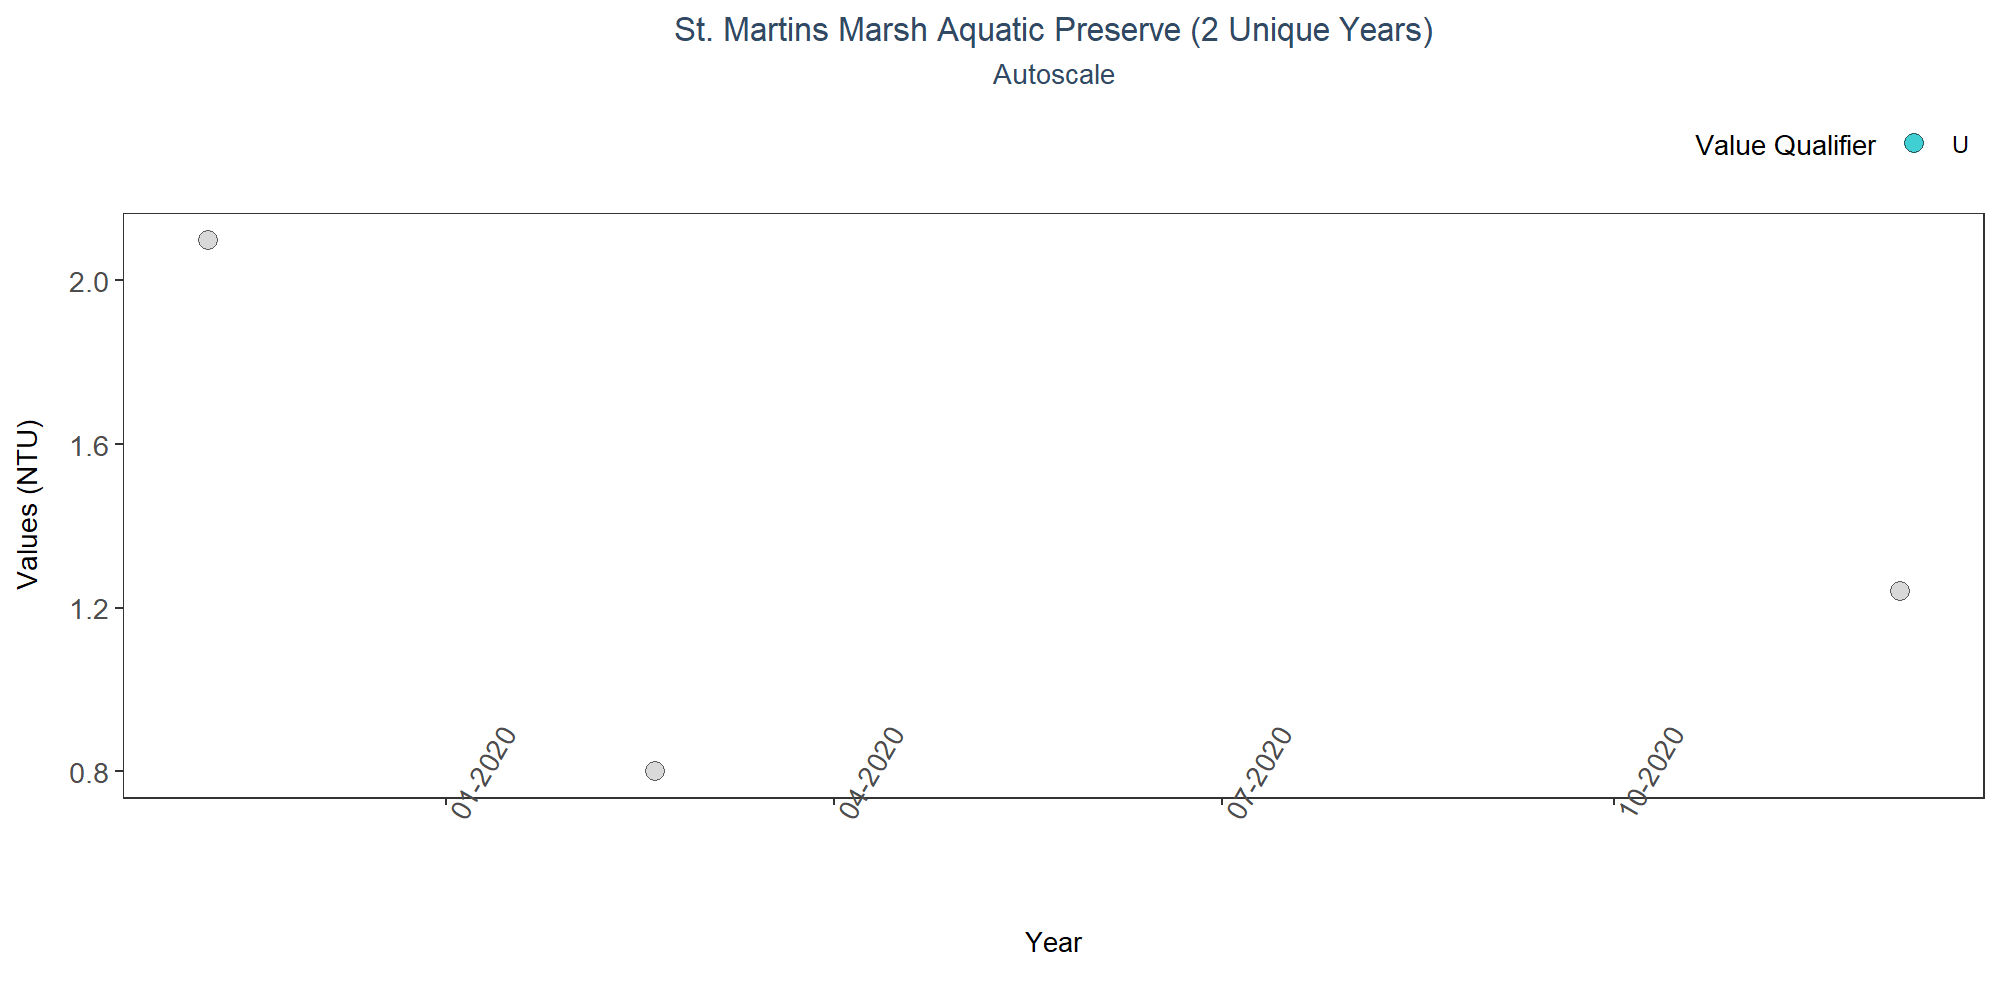 St. Martins Marsh Aquatic Preserve (2 Unique Years)
Autoscale
Value Qualifier U
Values (NTU)
2.0
1.6
1.2
0.8
01-2020
04-2020
07-2020
10-2020
Year